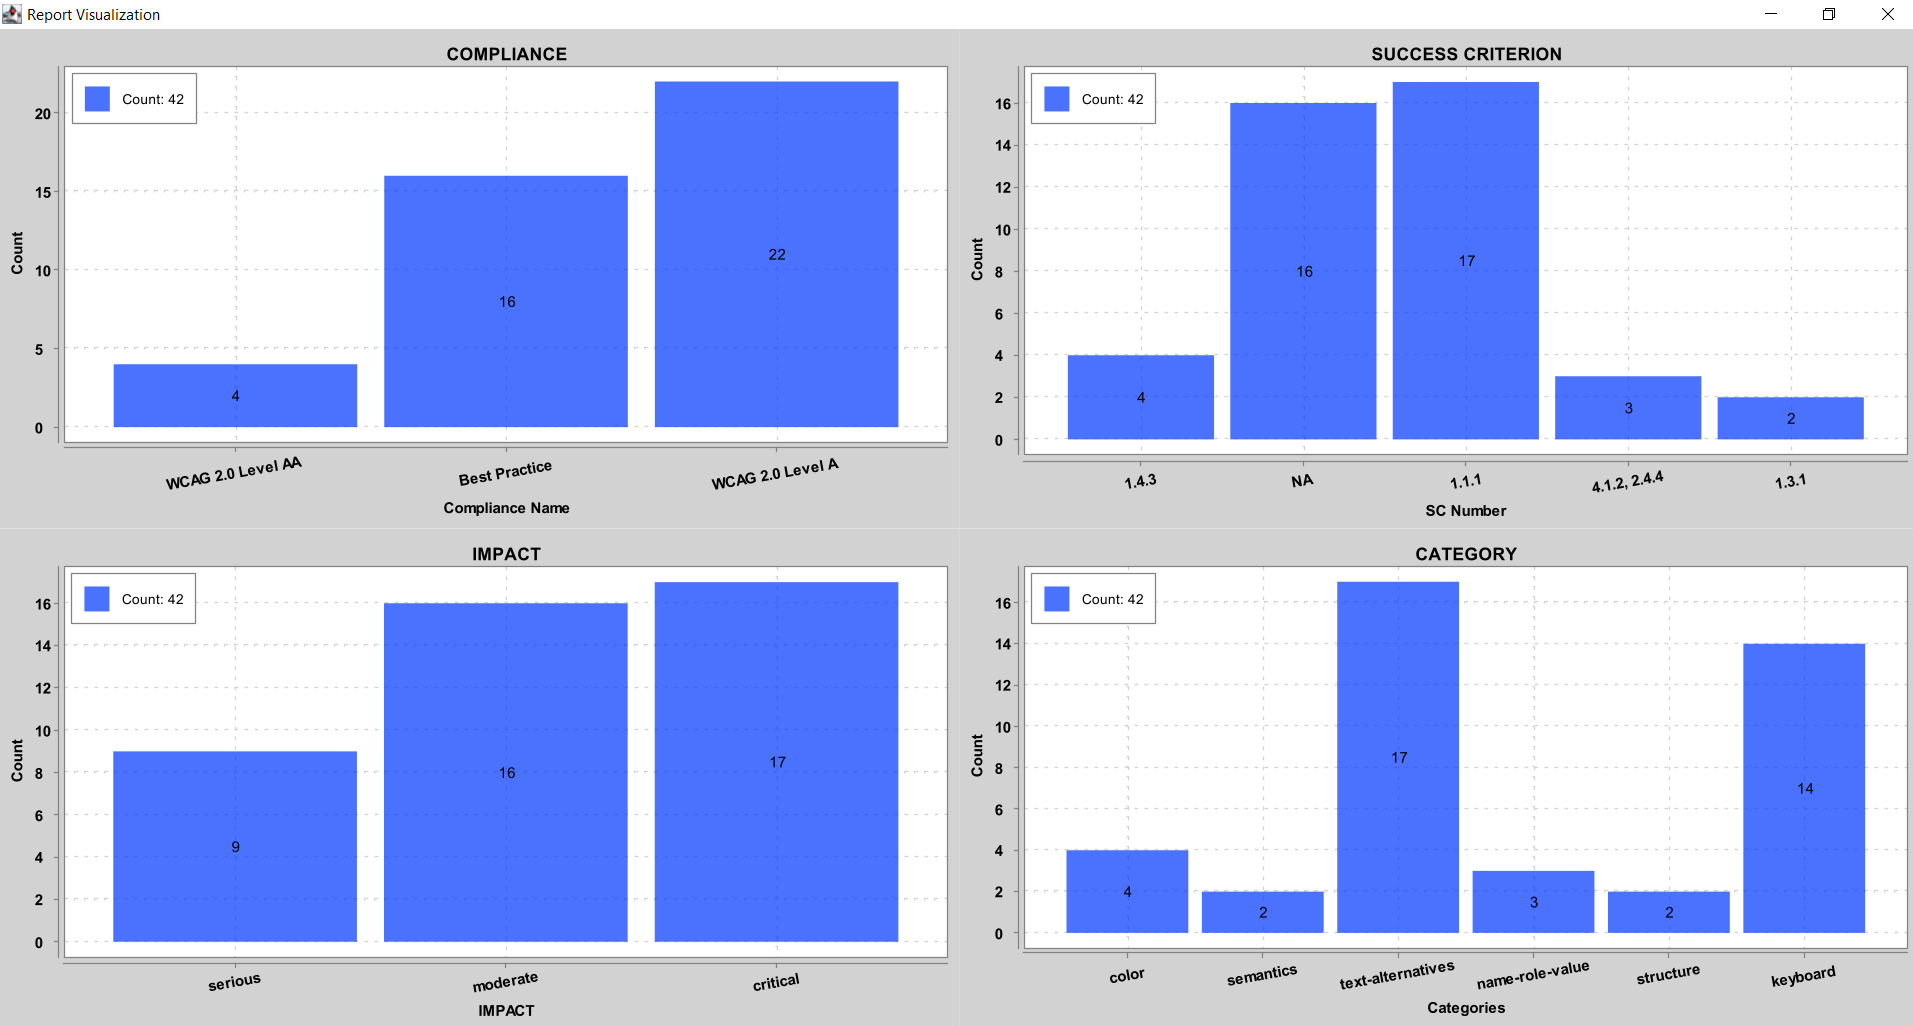 Report Visualization
COMPLIANCE
Count: 42
20
15
10
5
0
Count
4
16
22
WCAG 2.0 Level AA
Best Practice
WCAG 2.0 Level A
Compliance Name
SUCCESS CRITERION
Count: 42
16
14
12
10
8
6
4
2
0
Count
4
16
17
3
2
1.4.3
NA
1.1.1
4.1.2, 2.4.4
1.3.1
SC Number
IMPACT
Count: 42
16
14
12
10
8
6
4
2
0
Count
9
16
17
serious
moderate
critical
IMPACT
CATEGORY
Count: 42
16
14
12
10
8
6
4
2
0
Count
4
2
17
3
2
14
color
semantics
text-alternatives
name-role-value
structure
keyboard
Categories